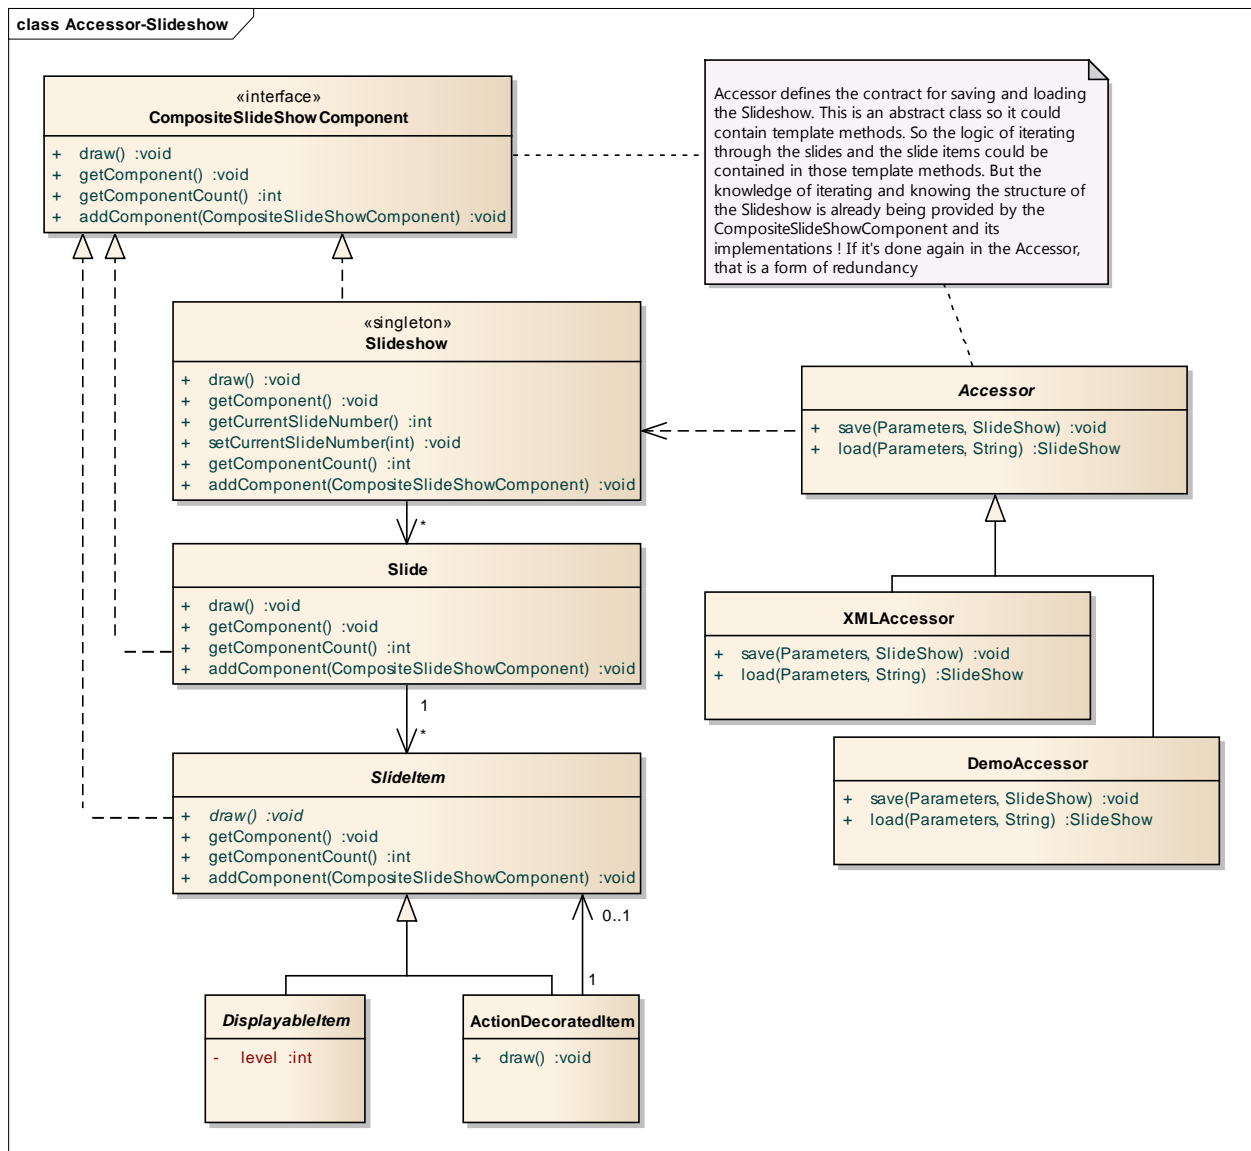 class Accessor-Slideshow
«interface»
CompositeSlideShowComponent
+ draw() :void
+ getComponent() :void
+ getComponentCount() :int
+ addComponent(CompositeSlideShowComponent) :void
Accessor defines the contract for saving and loading
the Slideshow. This is an abstract class so it could
contain template methods. So the logic of iterating
through the slides and the slide items could be
contained in those template methods. But the
knowledge of iterating and knowing the structure of
the Slideshow is already being provided by the
CompositeSlideShowComponent and its
implementations ! If it's done again in the Accessor,
that is a form of redundancy
«singleton»
Slideshow
+ draw() :void
+ getComponent() :void
+ getCurrentSlideNumber() :int
+ setCurrentSlideNumber(int) :void
+ getComponentCount() :int
+ addComponent(CompositeSlideShowComponent) :void
Accessor
+ save(Parameters, SlideShow) :void
+ load(Parameters, String) :SlideShow
*
Slide
+ draw() :void
+ getComponent() :void
+ getComponentCount() :int
+ addComponent(CompositeSlideShowComponent) :void
XMLAccessor
+ save(Parameters, SlideShow) :void
+ load(Parameters, String) :SlideShow
1
*
SlideItem
+ draw() :void
+ getComponent() :void
+ getComponentCount() :int
+ addComponent(CompositeSlideShowComponent) :void
DemoAccessor
+ save(Parameters, SlideShow) :void
+ load(Parameters, String) :SlideShow
0..1
1
DisplayableItem
- level :int
ActionDecoratedItem
+ draw() :void